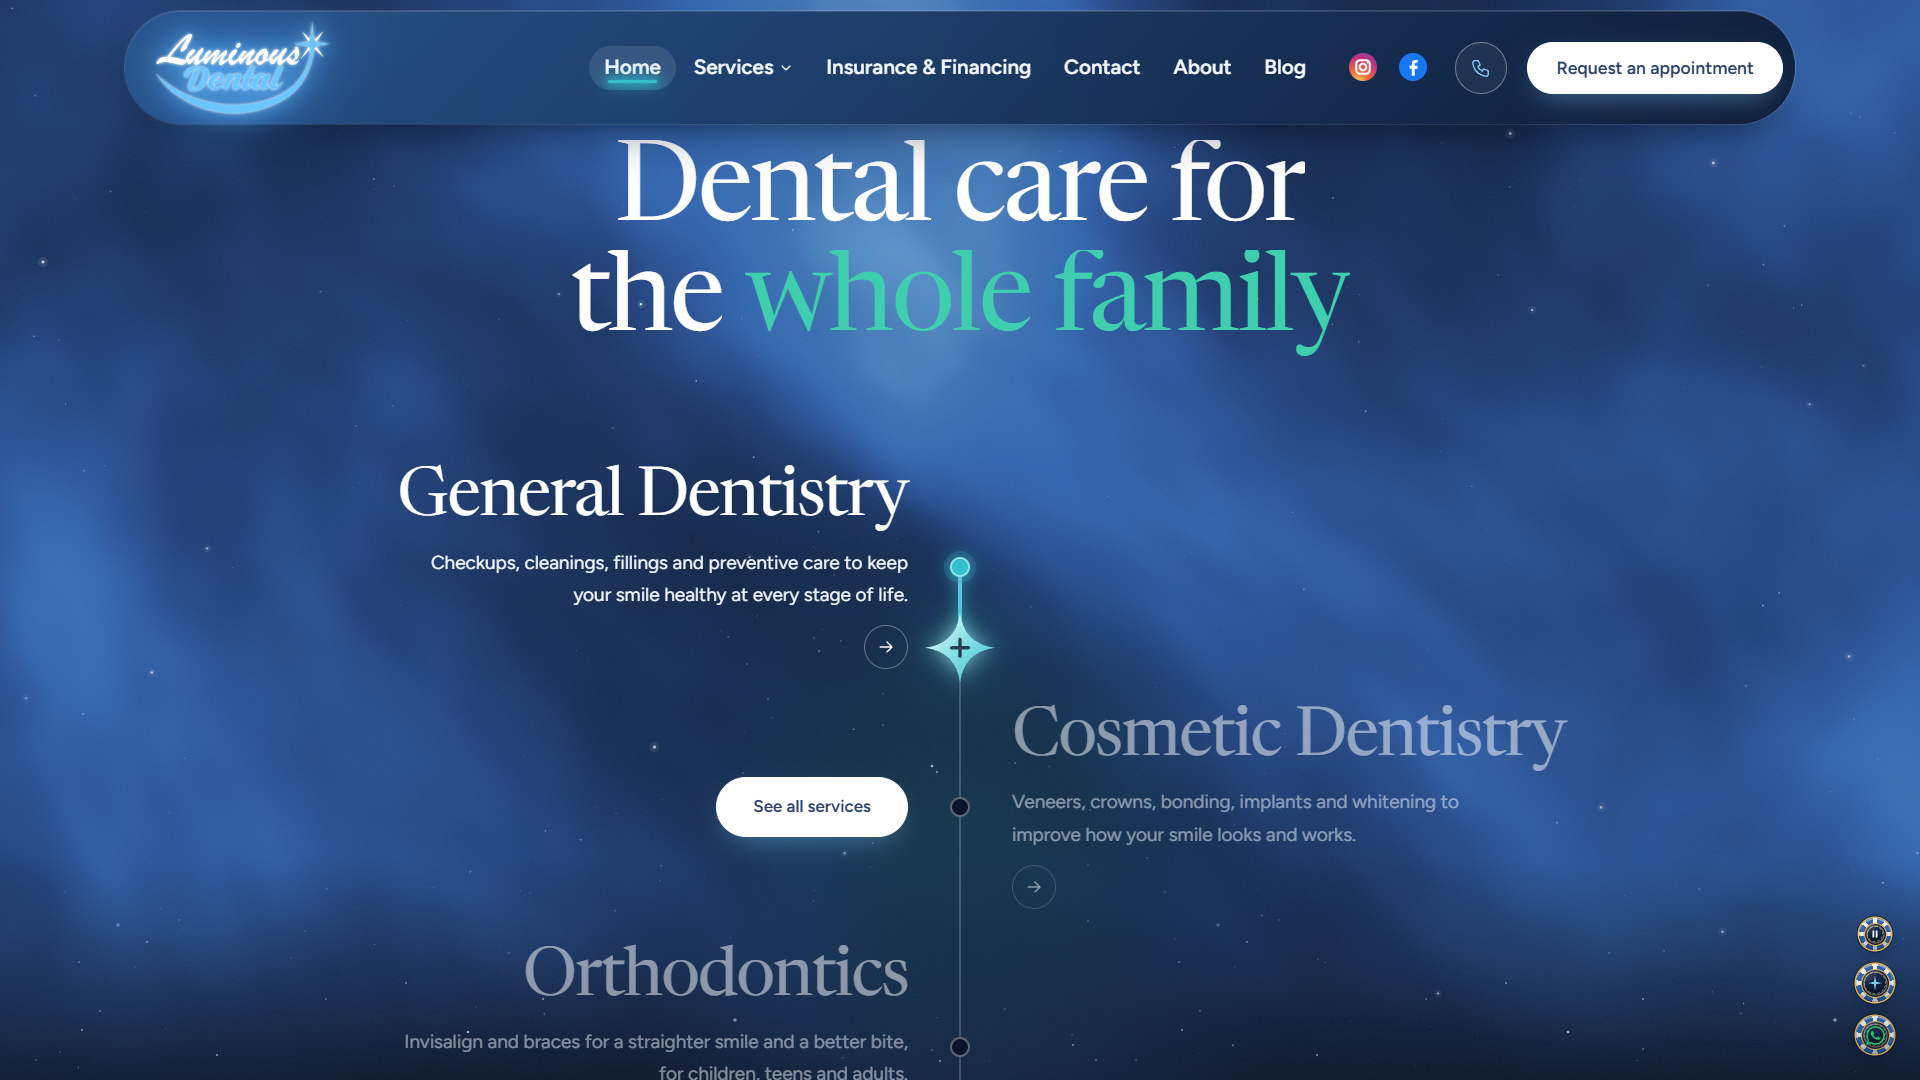 Luminous
Dental
Home
Services
Insurance & Financing
Contact
About
Blog
Request an appointment
Dental care for
the whole family
General Dentistry
Checkups, cleanings, fillings and preventive care to keep
your smile healthy at every stage of life.
Cosmetic Dentistry
Veneers, crowns, bonding, implants and whitening to
improve how your smile looks and works.
See all services
Orthodontics
Invisalign and braces for a straighter smile and a better bite,
for children, teens and adults.